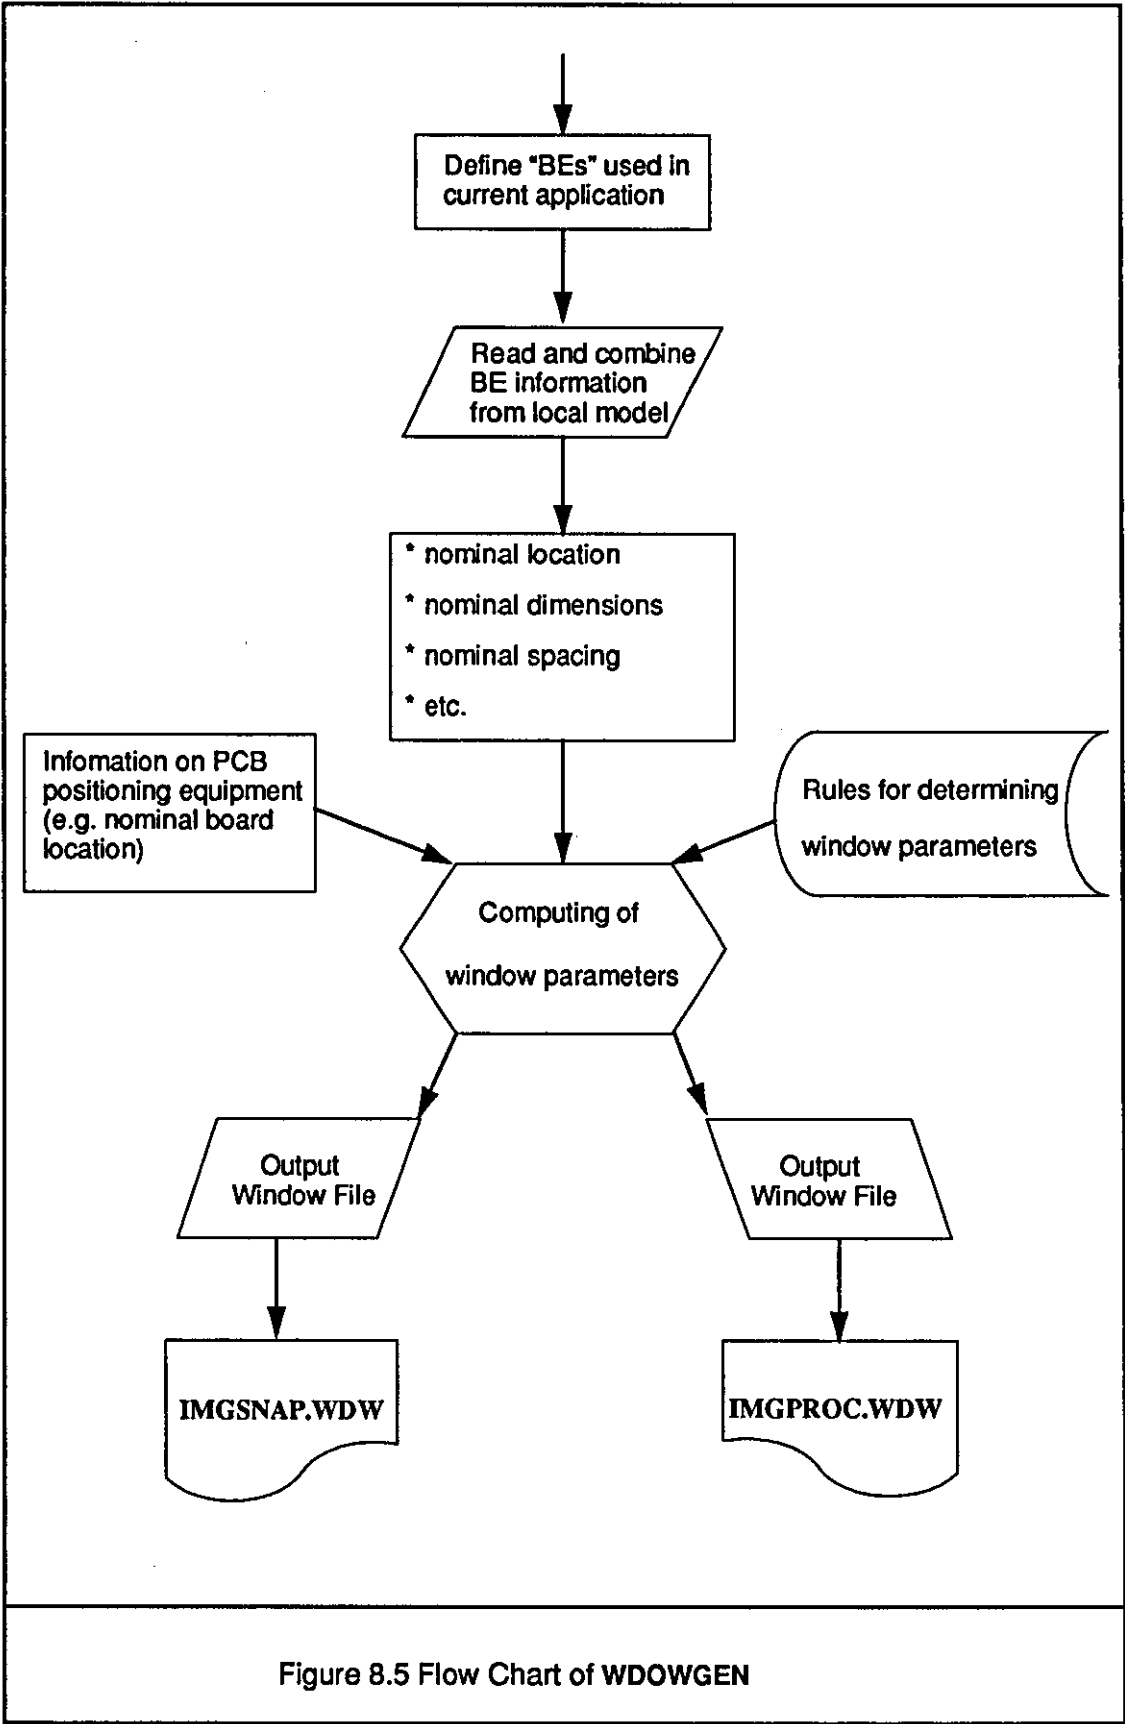 Define "BEs" used in
current application
Read and combine
BE information
from local model
* nominal location
* nominal dimensions
* nominal spacing
* etc.
Infomation on PCB
positioning equipment
(e.g. nominal board
location)
Rules for determining
window parameters
Computing of
window parameters
Output
Window File
Output
Window File
IMGSNAP.WDW
IMGPROC.WDW
Figure 8.5 Flow Chart of WDOWGEN